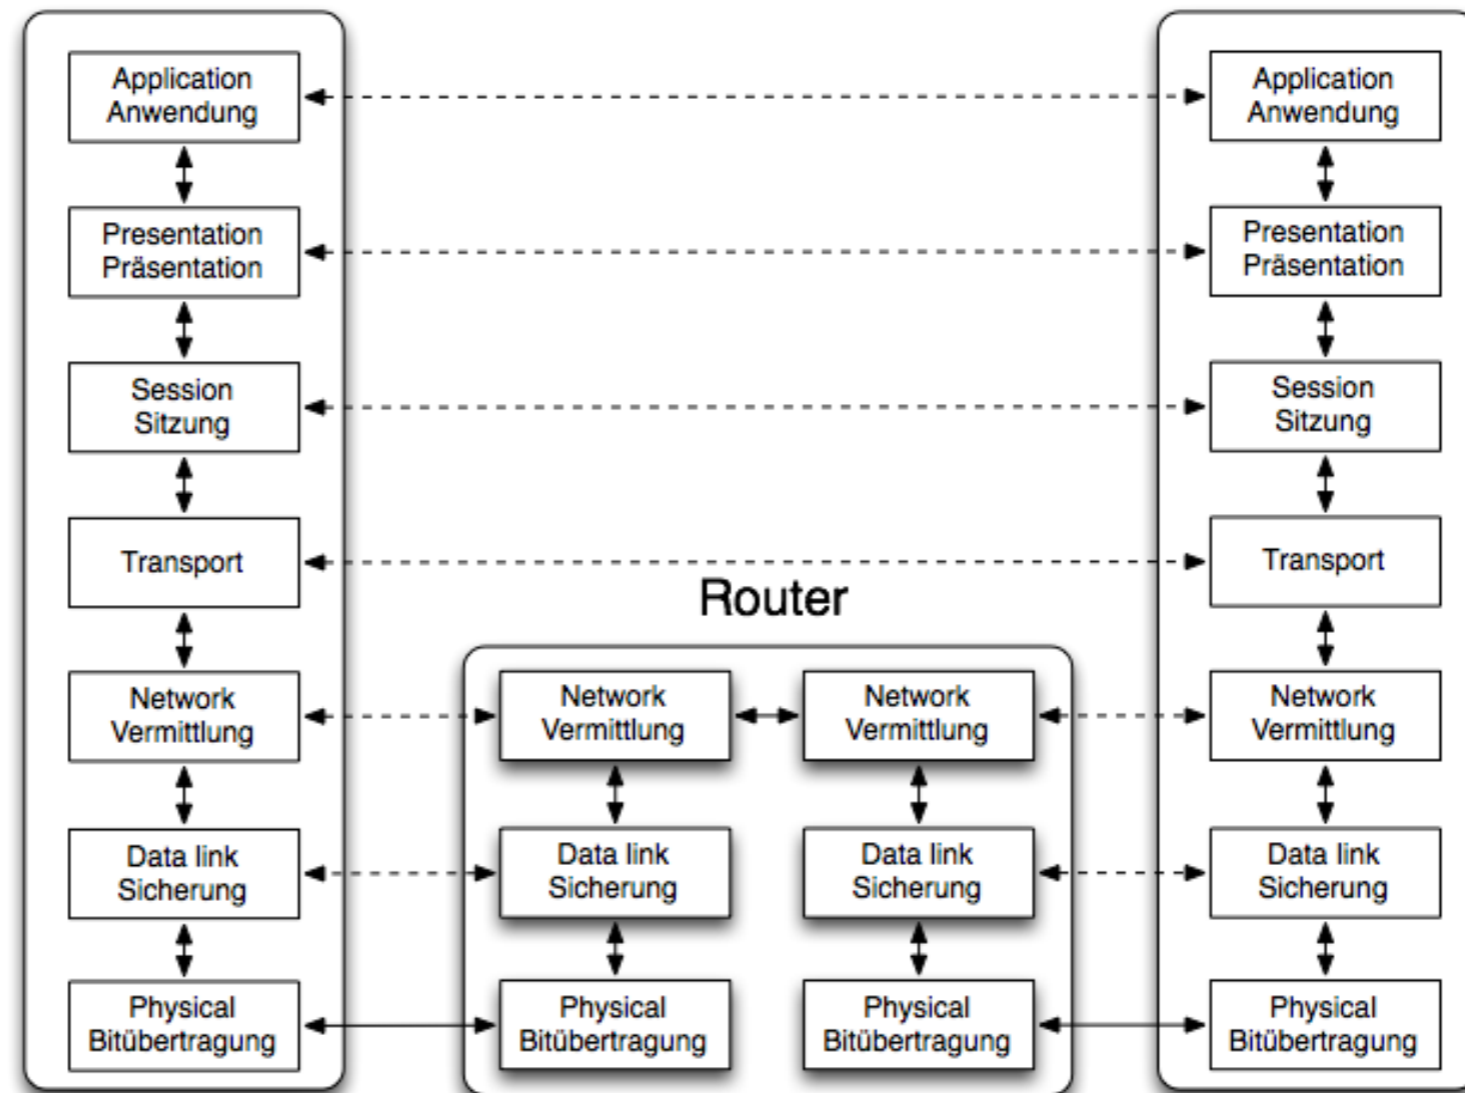 Application
Anwendung
Presentation
Präsentation
Session
Sitzung
Transport
Network
Vermittlung
Data link
Sicherung
Physical
Bitübertragung
Router
Network
Vermittlung
Data link
Sicherung
Physical
Bitübertragung
Network
Vermittlung
Data link
Sicherung
Physical
Bitübertragung
Application
Anwendung
Presentation
Präsentation
Session
Sitzung
Transport
Network
Vermittlung
Data link
Sicherung
Physical
Bitübertragung